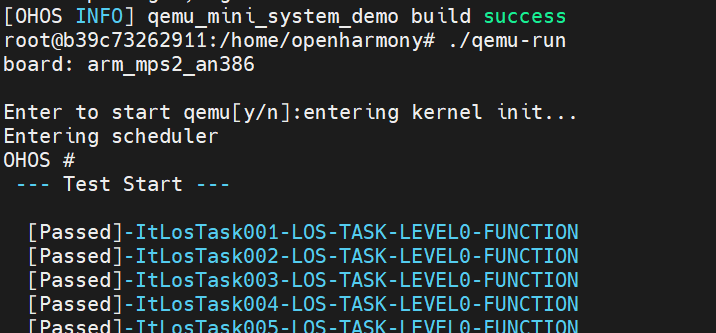 [OHOS INFO] qemu_mini_system_demo build success
root@b39c73262911:/home/openharmony# ./qemu-run
board: arm_mps2_an386
Enter to start qemu[y/n]:entering kernel init...
Entering scheduler
OHOS #
--- Test Start ---
[Passed]-ItLosTask001-LOS-TASK-LEVEL0-FUNCTION
[Passed]-ItLosTask002-LOS-TASK-LEVEL0-FUNCTION
[Passed]-ItLosTask003-LOS-TASK-LEVEL0-FUNCTION
[Passed]-ItLosTask004-LOS-TASK-LEVEL0-FUNCTION
[Passed]-ItLosTask005-LOS-TASK-LEVEL0-FUNCTION